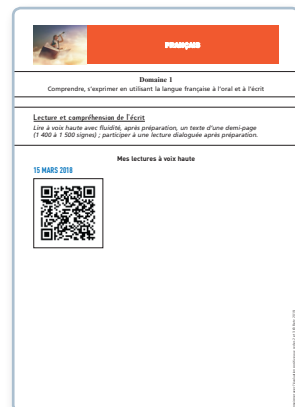 FRANÇAIS
Domaine 1
Comprendre, s'exprimer en utilisant la langue française à l'oral et à l'écrit
Lecture et compréhension de l'écrit
Lire à voix haute avec fluidité, après préparation, un texte d'une demi-page
(1 400 à 1 500 signes) ; participer à une lecture dialoguée après préparation.
Mes lectures à voix haute
15 MARS 2018